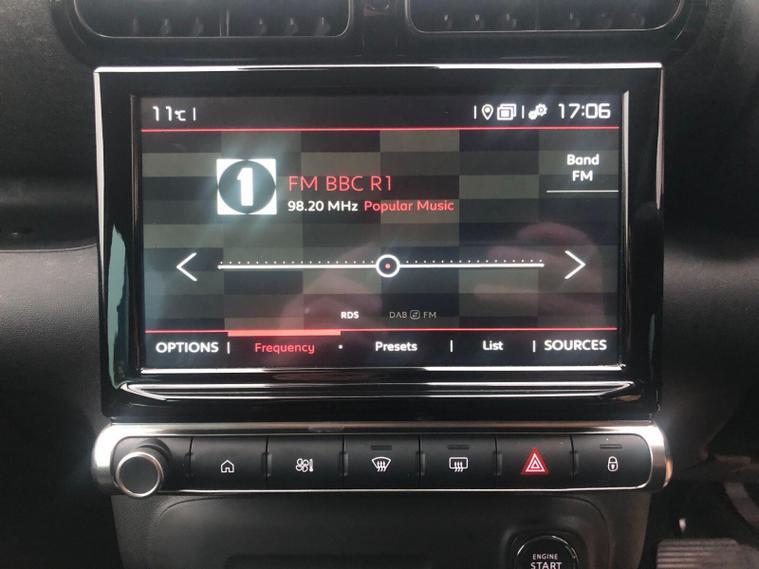 11°C
17:06
1
FM BBC R1
98.20 MHz Popular Music
Band
FM
RDS
DAB FM
OPTIONS Frequency Presets List SOURCES
ENGINE
START